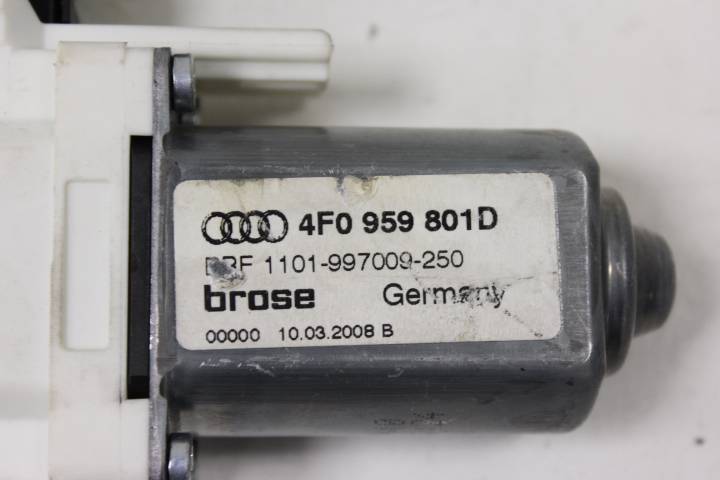 4F0 959 801D
1101-997009-250
brose Germany
00000 10.03.2008 B